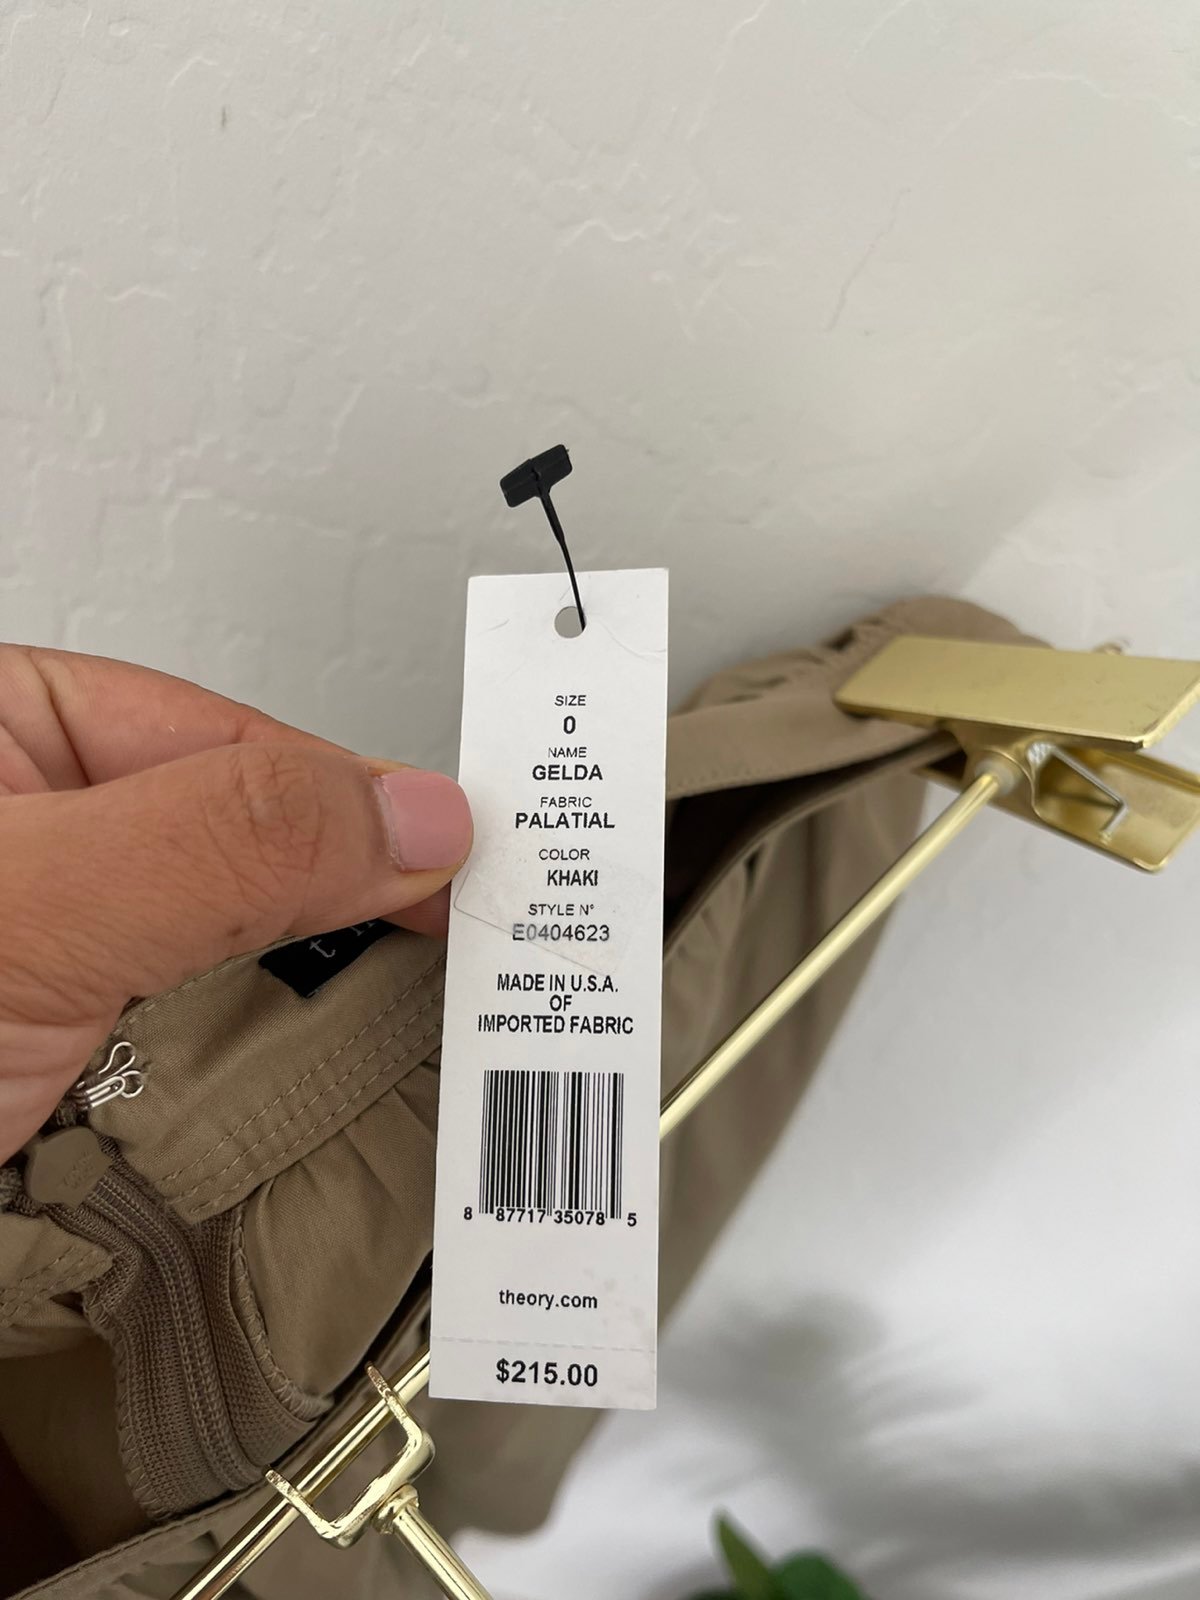 SIZE
0
NAME
GELDA
FABRIC
PALATIAL
COLOR
KHAKI
STYLE N°
E0404623
MADE IN U.S.A.
OF
IMPORTED FABRIC
8 87717 35078 5
theory.com
$215.00
t